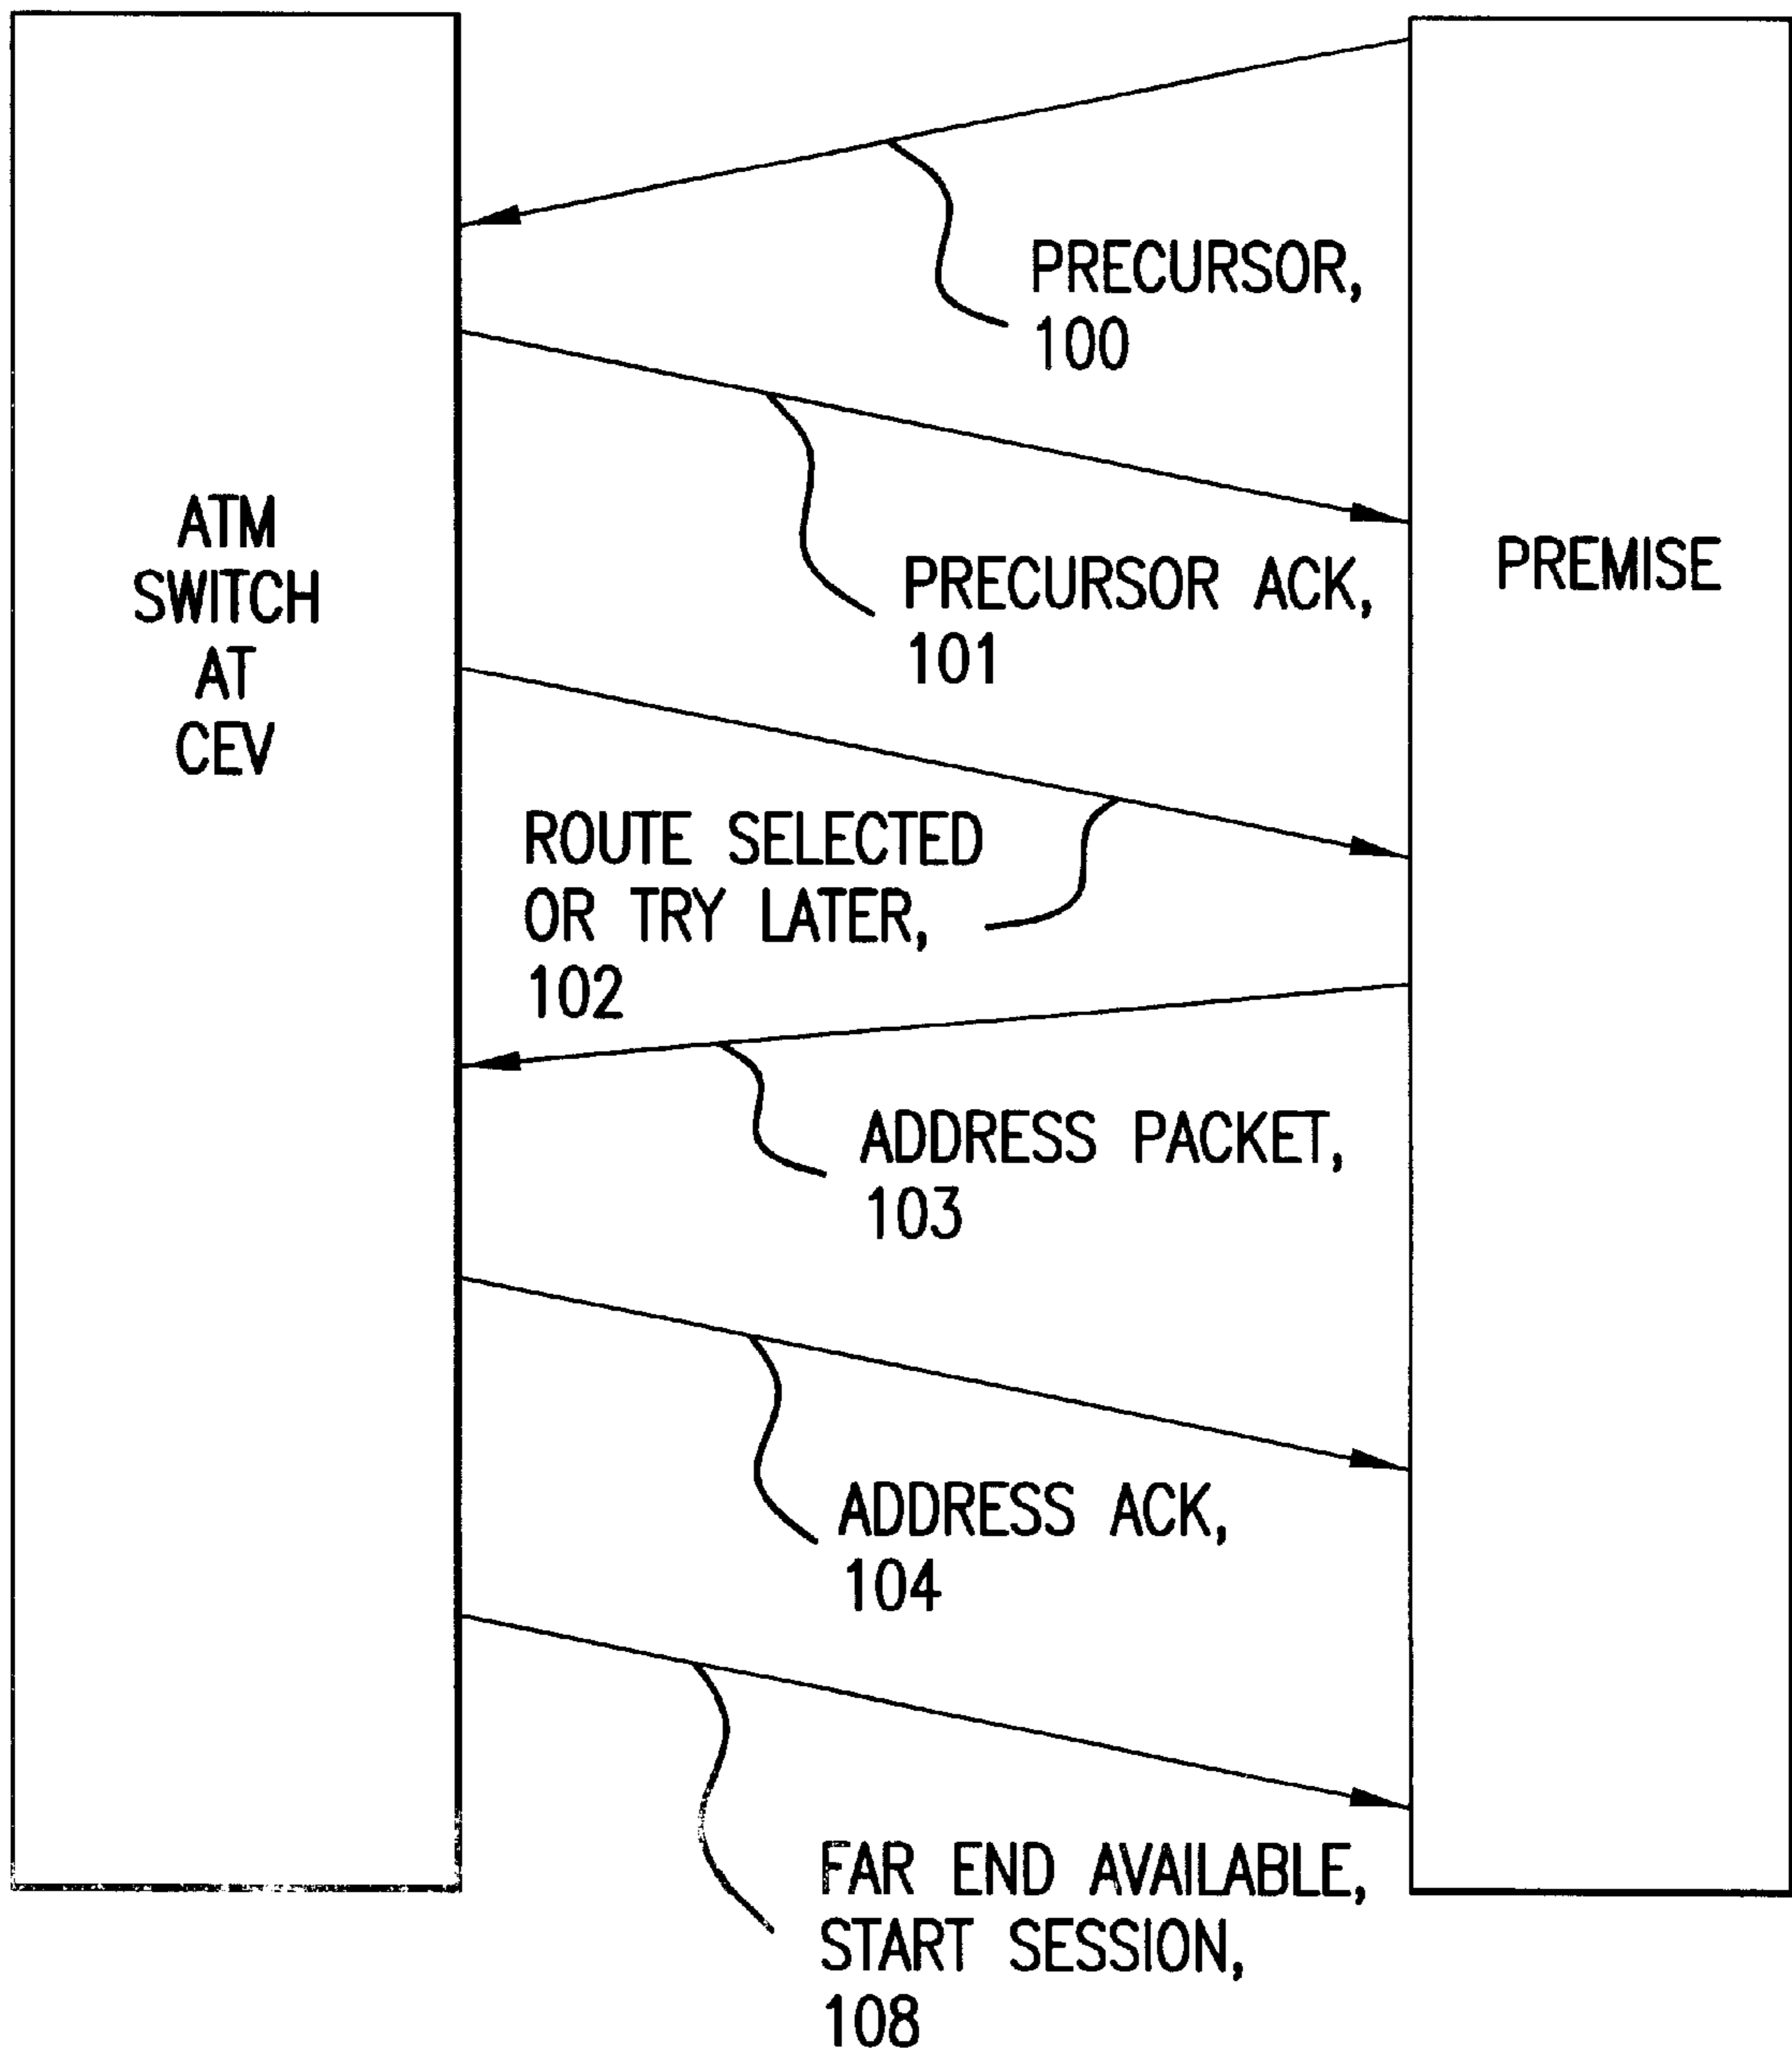 PRECURSOR,
100
PRECURSOR ACK,
101
ATM
SWITCH
AT
CEV
PREMISE
ROUTE SELECTED
OR TRY LATER,
102
ADDRESS PACKET,
103
ADDRESS ACK,
104
FAR END AVAILABLE,
START SESSION,
108